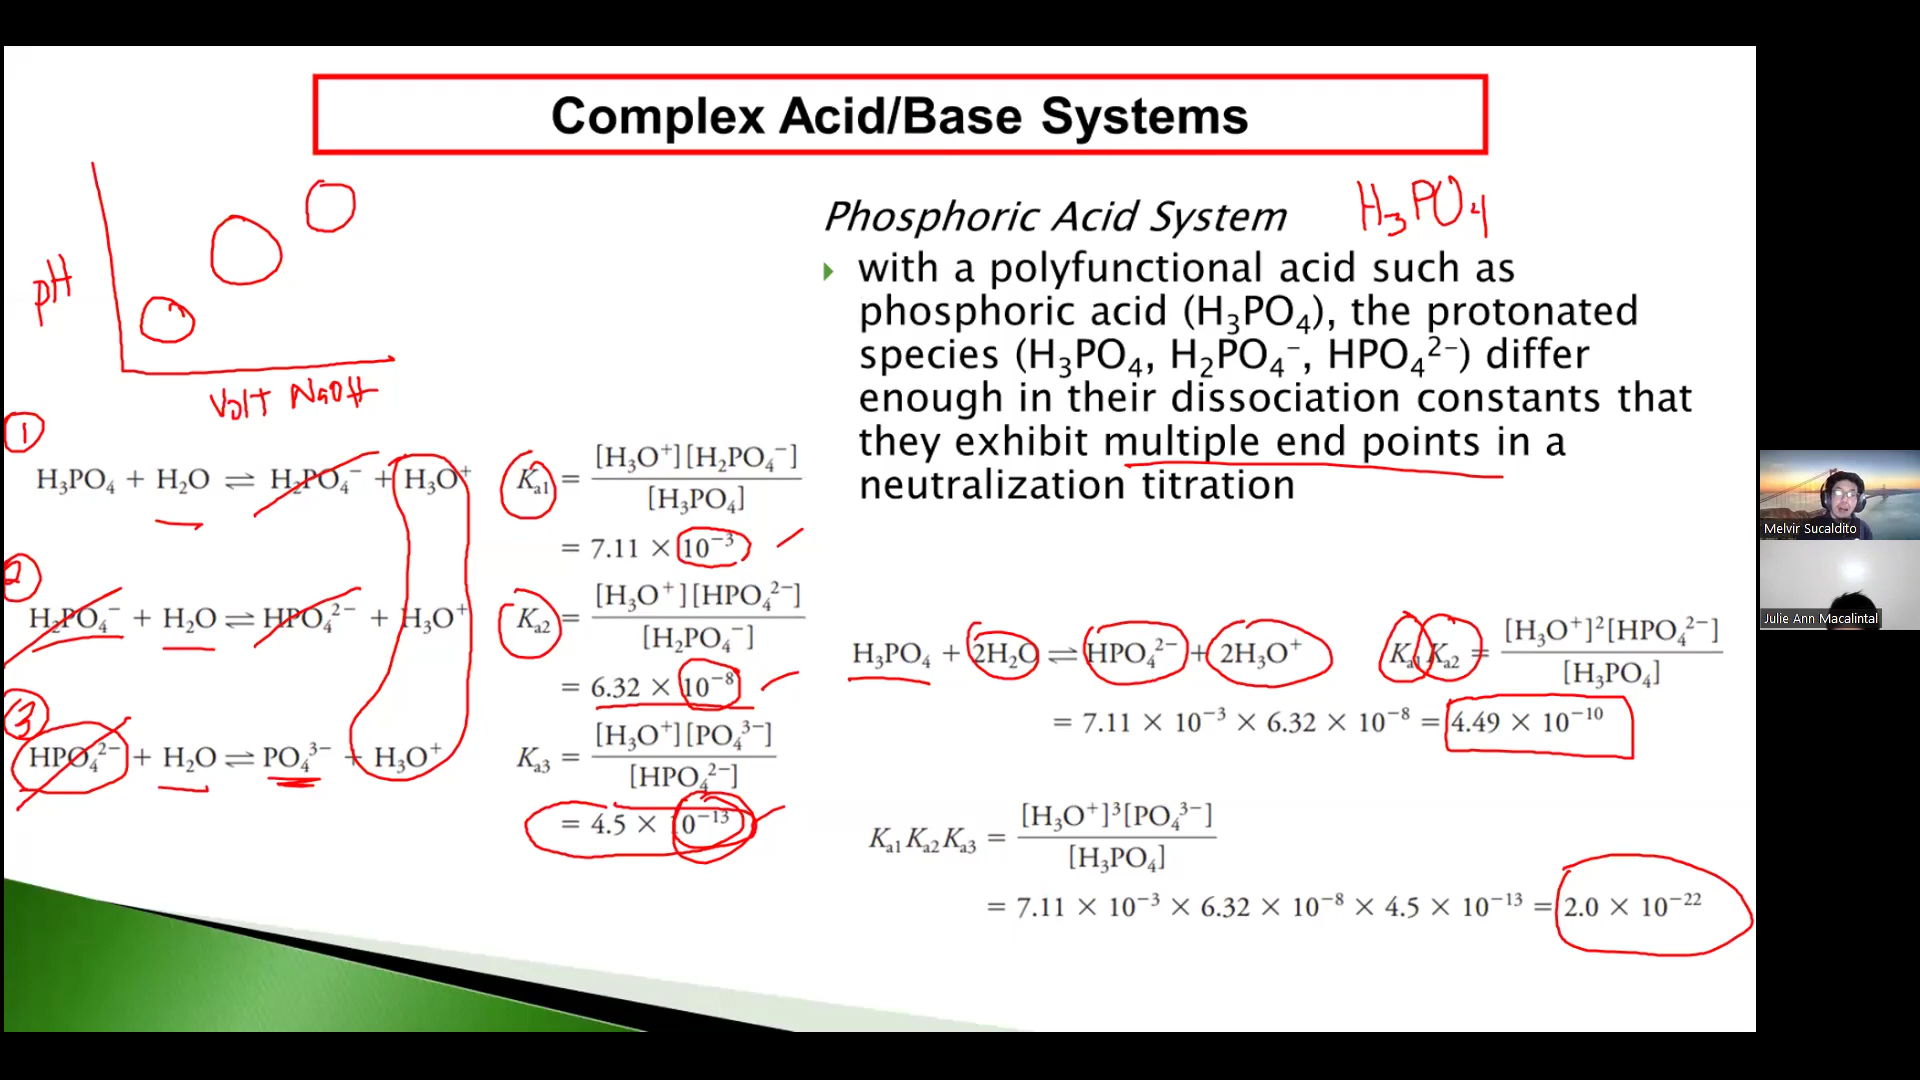 Complex Acid/Base Systems
pH
Vol+ NaOH
Phosphoric Acid System H₃PO₄
with a polyfunctional acid such as
phosphoric acid (H₃PO₄), the protonated
species (H₃PO₄, H₂PO₄⁻, HPO₄²⁻) differ
enough in their dissociation constants that
they exhibit multiple end points in a
neutralization titration
1
H₃PO₄ + H₂O ⇌ H₂PO₄⁻ + H₃O⁺ Kₐ₁ = [H₃O⁺][H₂PO₄⁻] / [H₃PO₄]
= 7.11 × 10⁻³
2
H₂PO₄⁻ + H₂O ⇌ HPO₄²⁻ + H₃O⁺ Kₐ₂ = [H₃O⁺][HPO₄²⁻] / [H₂PO₄⁻]
= 6.32 × 10⁻⁸
3
HPO₄²⁻ + H₂O ⇌ PO₄³⁻ + H₃O⁺ Kₐ₃ = [H₃O⁺][PO₄³⁻] / [HPO₄²⁻]
= 4.5 × 10⁻¹³
H₃PO₄ + 2H₂O ⇌ HPO₄²⁻ + 2H₃O⁺ Kₐ₁Kₐ₂ = [H₃O⁺]²[HPO₄²⁻] / [H₃PO₄]
= 7.11 × 10⁻³ × 6.32 × 10⁻⁸ = 4.49 × 10⁻¹⁰
Kₐ₁Kₐ₂Kₐ₃ = [H₃O⁺]³[PO₄³⁻] / [H₃PO₄]
= 7.11 × 10⁻³ × 6.32 × 10⁻⁸ × 4.5 × 10⁻¹³ = 2.0 × 10⁻²²
Melvir Sucaldito
Julie Ann Macalintal